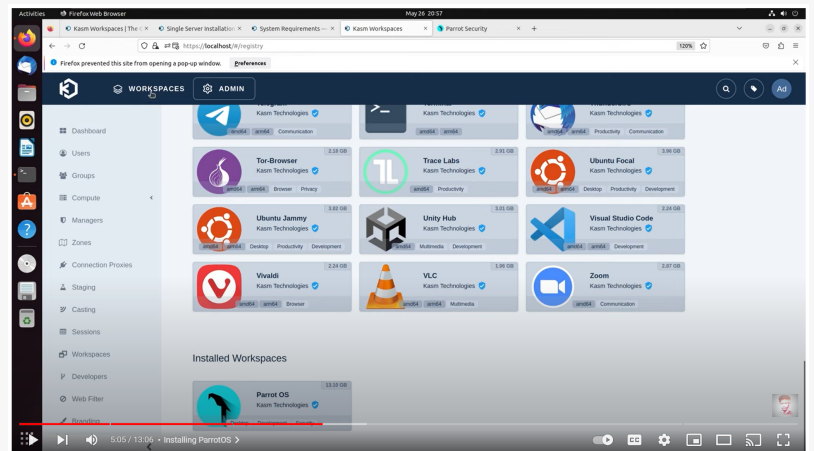 Activities
Firefox Web Browser
May 26 20:57
Kasm Workspaces | The S
Single Server Installation
System Requirements —
Kasm Workspaces
Parrot Security
https://localhost/#/registry
120%
Firefox prevented this site from opening a pop-up window.
Preferences
WORKSPACES
ADMIN
Ad
Dashboard
Users
Groups
Compute
Managers
Zones
Connection Proxies
Staging
Casting
Sessions
Workspaces
Developers
Web Filter
Branding
Telegram
Kasm Technologies
amd64 arm64 Communication
Terminal
Kasm Technologies
amd64 arm64
Thunderbird
Kasm Technologies
amd64 arm64 Productivity Communication
2.18 GB
Tor-Browser
Kasm Technologies
amd64 arm64 Browser Privacy
2.91 GB
Trace Labs
Kasm Technologies
amd64 Productivity
3.96 GB
Ubuntu Focal
Kasm Technologies
amd64 arm64 Desktop Productivity Development
3.82 GB
Ubuntu Jammy
Kasm Technologies
amd64 arm64 Desktop Productivity Development
3.01 GB
Unity Hub
Kasm Technologies
amd64 Multimedia Development
2.24 GB
Visual Studio Code
Kasm Technologies
amd64 arm64 Development
2.24 GB
Vivaldi
Kasm Technologies
amd64 arm64 Browser
VLC
Kasm Technologies
amd64 arm64 Multimedia
Zoom
Kasm Technologies
amd64 Communication
Installed Workspaces
13.10 GB
Parrot OS
Kasm Technologies
5:05 / 13:06 • Installing ParrotOS
CC